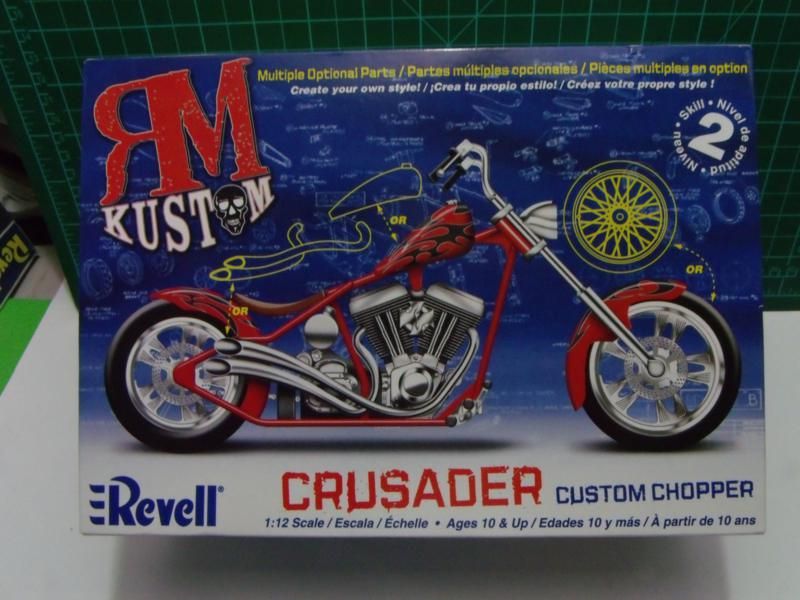 Multiple Optional Parts / Partes múltiples opcionales / Pièces multiples en option
Create your own style! / ¡Crea tu propio estilo! / Créez votre propre style !
RM
KUSTOM
Niveau • Skill • Nivel de aptitud
2
OR
OR
OR
B
CRUSADER CUSTOM CHOPPER
Revell®
1:12 Scale / Escala / Échelle • Ages 10 & Up / Edades 10 y más / À partir de 10 ans
Reve